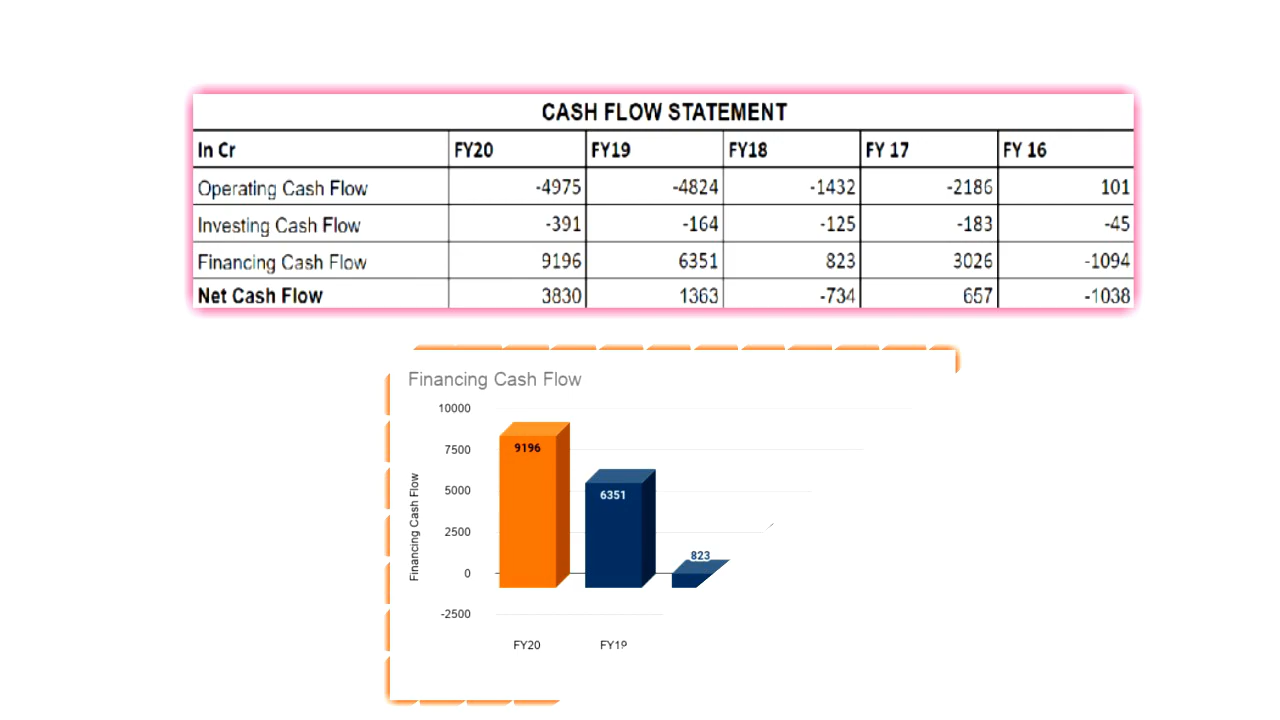 CASH FLOW STATEMENT
In Cr FY20 FY19 FY18 FY 17 FY 16
Operating Cash Flow -4975 -4824 -1432 -2186 101
Investing Cash Flow -391 -164 -125 -183 -45
Financing Cash Flow 9196 6351 823 3026 -1094
Net Cash Flow 3830 1363 -734 657 -1038
Financing Cash Flow
Financing Cash Flow
10000
7500
5000
2500
0
-2500
9196
6351
823
FY20 FY19